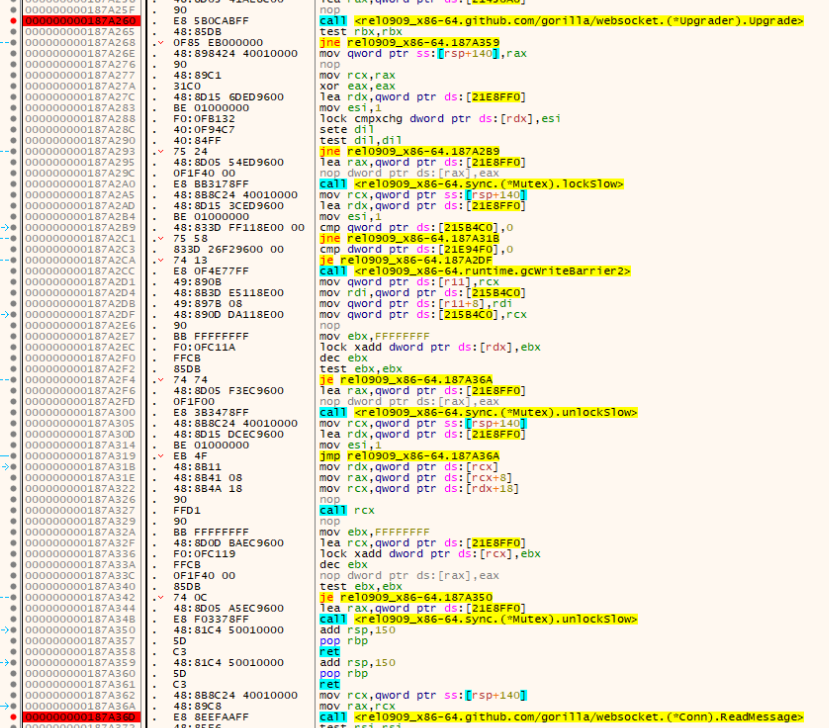 000000000187A25F . 90 nop
000000000187A260 . E8 5B0CABFF call <rel0909_x86-64.github.com/gorilla/websocket.(*Upgrader).Upgrade>
000000000187A265 . 48:85DB test rbx,rbx
000000000187A268 . 0F85 EB000000 jne rel0909_x86-64.187A359
000000000187A26E . 48:898424 40010000 mov qword ptr ss:[rsp+140],rax
000000000187A276 . 90 nop
000000000187A277 . 48:89C1 mov rcx,rax
000000000187A27A . 31C0 xor eax,eax
000000000187A27C . 48:8D15 6DED9600 lea rdx,qword ptr ds:[21E8FF0]
000000000187A283 . BE 01000000 mov esi,1
000000000187A288 . F0:0FB132 lock cmpxchg dword ptr ds:[rdx],esi
000000000187A28C . 40:0F94C7 sete dil
000000000187A290 . 40:84FF test dil,dil
000000000187A293 . 75 24 jne rel0909_x86-64.187A2B9
000000000187A295 . 48:8D05 54ED9600 lea rax,qword ptr ds:[21E8FF0]
000000000187A29C . 0F1F40 00 nop dword ptr ds:[rax],eax
000000000187A2A0 . E8 BB3178FF call <rel0909_x86-64.sync.(*Mutex).lockSlow>
000000000187A2A5 . 48:8B8C24 40010000 mov rcx,qword ptr ss:[rsp+140]
000000000187A2AD . 48:8D15 3CED9600 lea rdx,qword ptr ds:[21E8FF0]
000000000187A2B4 . BE 01000000 mov esi,1
000000000187A2B9 . 48:833D FF118E00 00 cmp qword ptr ds:[215B4C0],0
000000000187A2C1 . 75 58 jne rel0909_x86-64.187A31B
000000000187A2C3 . 833D 26F29600 00 cmp dword ptr ds:[21E94F0],0
000000000187A2CA . 74 13 je rel0909_x86-64.187A2DF
000000000187A2CC . E8 0F4E77FF call <rel0909_x86-64.runtime.gcWriteBarrier2>
000000000187A2D1 . 49:890B mov qword ptr ds:[r11],rcx
000000000187A2D4 . 48:8B3D E5118E00 mov rdi,qword ptr ds:[215B4C0]
000000000187A2DB . 49:897B 08 mov qword ptr ds:[r11+8],rdi
000000000187A2DF . 48:890D DA118E00 mov qword ptr ds:[215B4C0],rcx
000000000187A2E6 . 90 nop
000000000187A2E7 . BB FFFFFFFF mov ebx,FFFFFFFF
000000000187A2EC . F0:0FC11A lock xadd dword ptr ds:[rdx],ebx
000000000187A2F0 . FFCB dec ebx
000000000187A2F2 . 85DB test ebx,ebx
000000000187A2F4 . 74 74 je rel0909_x86-64.187A36A
000000000187A2F6 . 48:8D05 F3EC9600 lea rax,qword ptr ds:[21E8FF0]
000000000187A2FD . 0F1F00 nop dword ptr ds:[rax],eax
000000000187A300 . E8 3B3478FF call <rel0909_x86-64.sync.(*Mutex).unlockSlow>
000000000187A305 . 48:8B8C24 40010000 mov rcx,qword ptr ss:[rsp+140]
000000000187A30D . 48:8D15 DCEC9600 lea rdx,qword ptr ds:[21E8FF0]
000000000187A314 . BE 01000000 mov esi,1
000000000187A319 . EB 4F jmp rel0909_x86-64.187A36A
000000000187A31B . 48:8B11 mov rdx,qword ptr ds:[rcx]
000000000187A31E . 48:8B41 08 mov rax,qword ptr ds:[rcx+8]
000000000187A322 . 48:8B4A 18 mov rcx,qword ptr ds:[rdx+18]
000000000187A326 . 90 nop
000000000187A327 . FFD1 call rcx
000000000187A329 . 90 nop
000000000187A32A . BB FFFFFFFF mov ebx,FFFFFFFF
000000000187A32F . 48:8D0D BAEC9600 lea rcx,qword ptr ds:[21E8FF0]
000000000187A336 . F0:0FC119 lock xadd dword ptr ds:[rcx],ebx
000000000187A33A . FFCB dec ebx
000000000187A33C . 0F1F40 00 nop dword ptr ds:[rax],eax
000000000187A340 . 85DB test ebx,ebx
000000000187A342 . 74 0C je rel0909_x86-64.187A350
000000000187A344 . 48:8D05 A5EC9600 lea rax,qword ptr ds:[21E8FF0]
000000000187A34B . E8 F03378FF call <rel0909_x86-64.sync.(*Mutex).unlockSlow>
000000000187A350 . 48:81C4 50010000 add rsp,150
000000000187A357 . 5D pop rbp
000000000187A358 . C3 ret
000000000187A359 . 48:81C4 50010000 add rsp,150
000000000187A360 . 5D pop rbp
000000000187A361 . C3 ret
000000000187A362 . 48:8B8C24 40010000 mov rcx,qword ptr ss:[rsp+140]
000000000187A36A . 48:89C8 mov rax,rcx
000000000187A36D . E8 8EEFAAFF call <rel0909_x86-64.github.com/gorilla/websocket.(*Conn).ReadMessage>